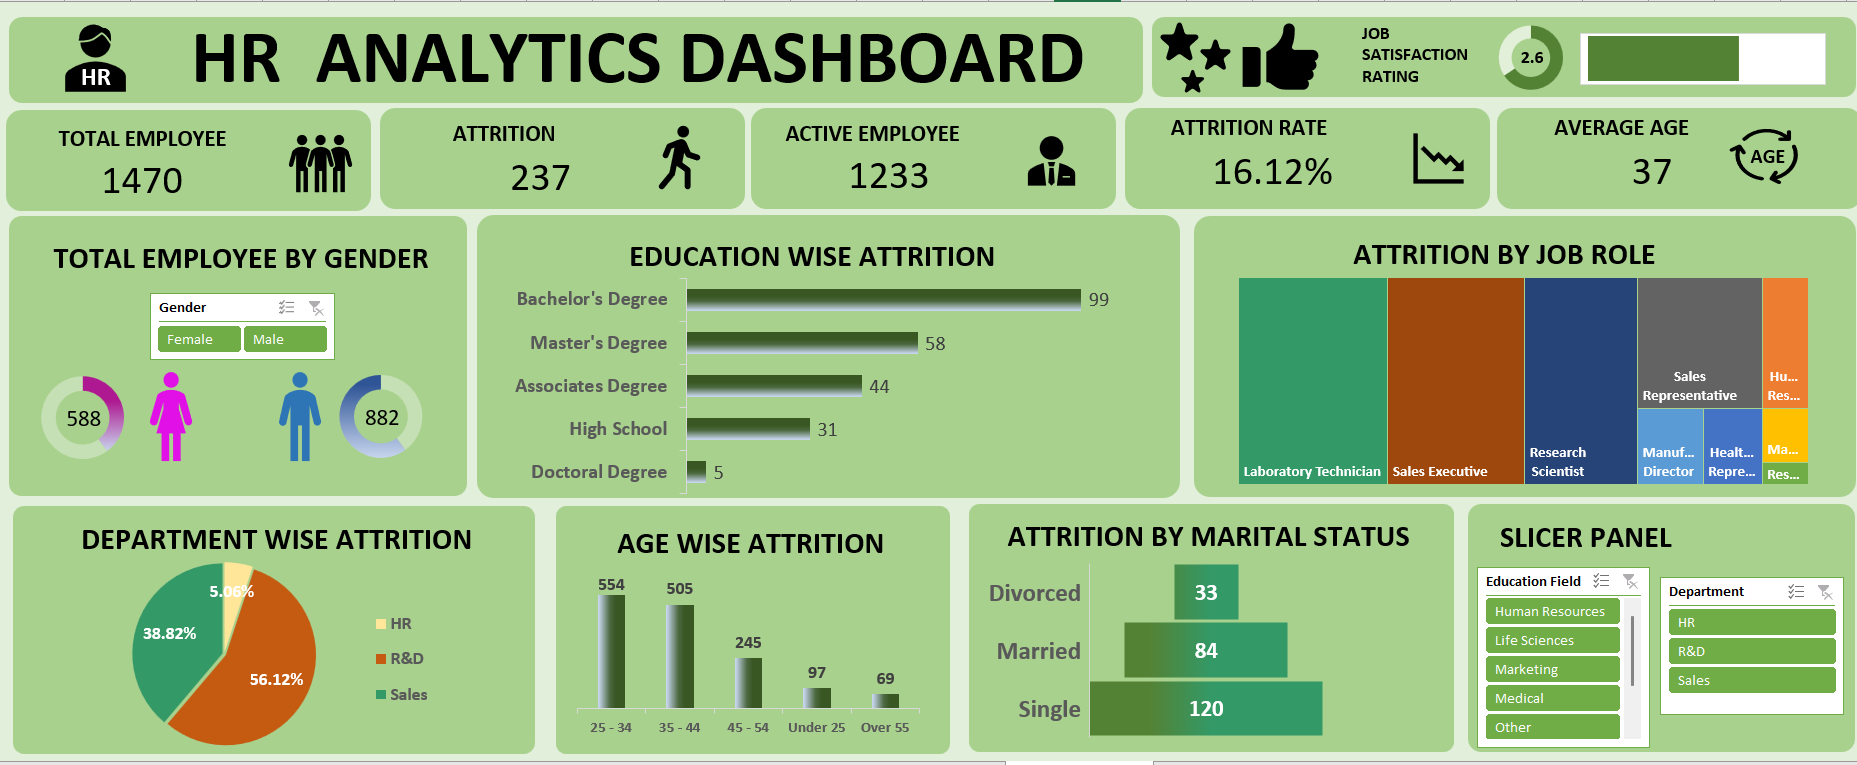 HR
HR ANALYTICS DASHBOARD
JOB
SATISFACTION
RATING
2.6
TOTAL EMPLOYEE
1470
ATTRITION
237
ACTIVE EMPLOYEE
1233
ATTRITION RATE
16.12%
AVERAGE AGE
37
AGE
TOTAL EMPLOYEE BY GENDER
Gender
Female
Male
588
882
EDUCATION WISE ATTRITION
Bachelor's Degree
99
Master's Degree
58
Associates Degree
44
High School
31
Doctoral Degree
5
ATTRITION BY JOB ROLE
Laboratory Technician
Sales Executive
Research
Scientist
Sales
Representative
Hu...
Res...
Manuf...
Director
Healt...
Repre...
Ma...
Res...
DEPARTMENT WISE ATTRITION
5.06%
38.82%
56.12%
HR
R&D
Sales
AGE WISE ATTRITION
554
505
245
97
69
25 - 34
35 - 44
45 - 54
Under 25
Over 55
ATTRITION BY MARITAL STATUS
Divorced
33
Married
84
Single
120
SLICER PANEL
Education Field
Human Resources
Life Sciences
Marketing
Medical
Other
Department
HR
R&D
Sales